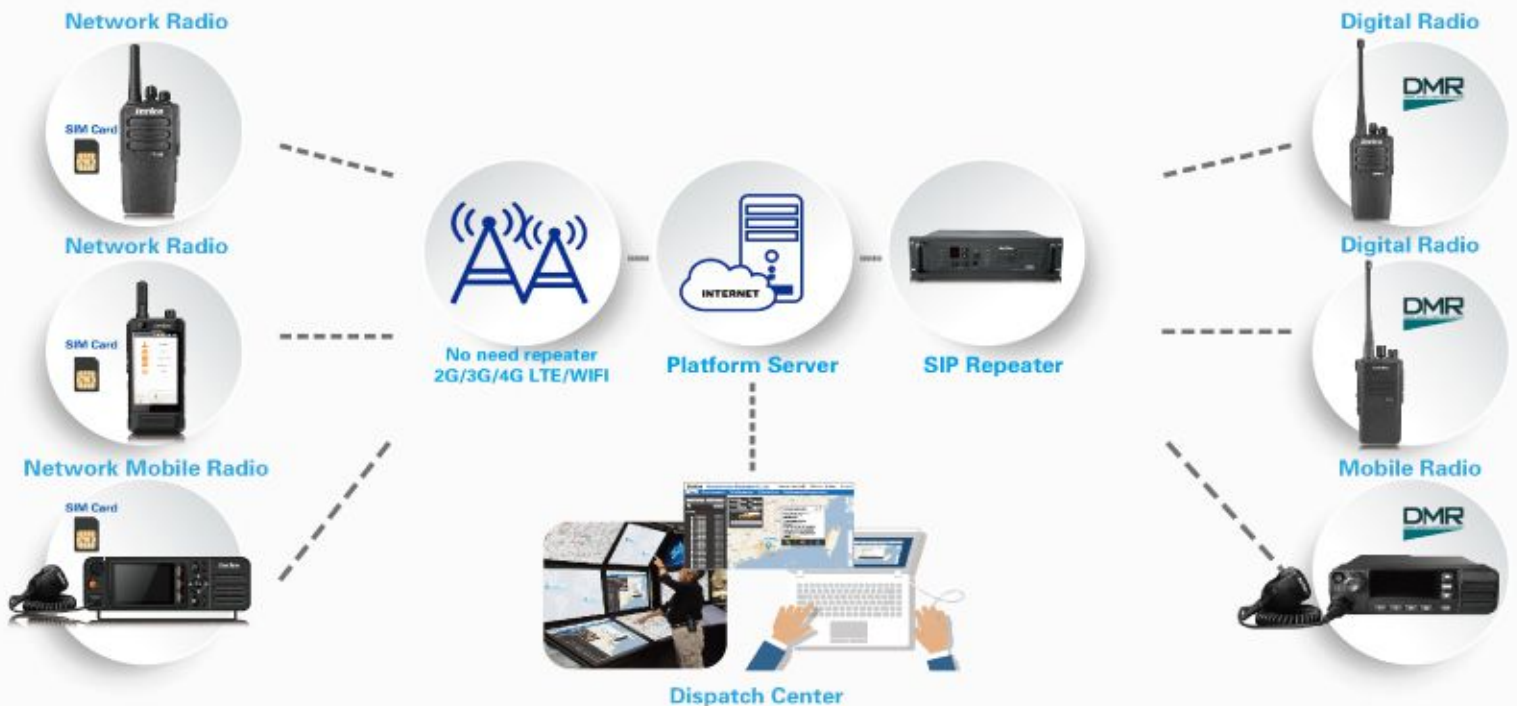 Network Radio
SIM Card
Network Radio
SIM Card
Network Mobile Radio
SIM Card
No need repeater
2G/3G/4G LTE/WIFI
INTERNET
Platform Server
SIP Repeater
Dispatch Center
Digital Radio
DMR
Digital Radio
DMR
Mobile Radio
DMR